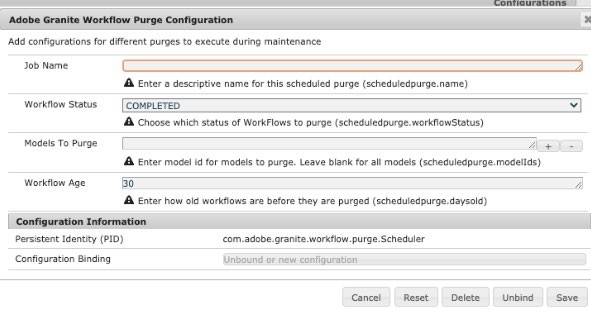 Configurations
Adobe Granite Workflow Purge Configuration
Add configurations for different purges to execute during maintenance
Job Name
Enter a descriptive name for this scheduled purge (scheduledpurge.name)
Workflow Status
COMPLETED
Choose which status of WorkFlows to purge (scheduledpurge.workflowStatus)
Models To Purge
+ -
Enter model id for models to purge. Leave blank for all models (scheduledpurge.modelIds)
Workflow Age
30
Enter how old workflows are before they are purged (scheduledpurge.daysold)
Configuration Information
Persistent Identity (PID) com.adobe.granite.workflow.purge.Scheduler
Configuration Binding Unbound or new configuration
Cancel Reset Delete Unbind Save